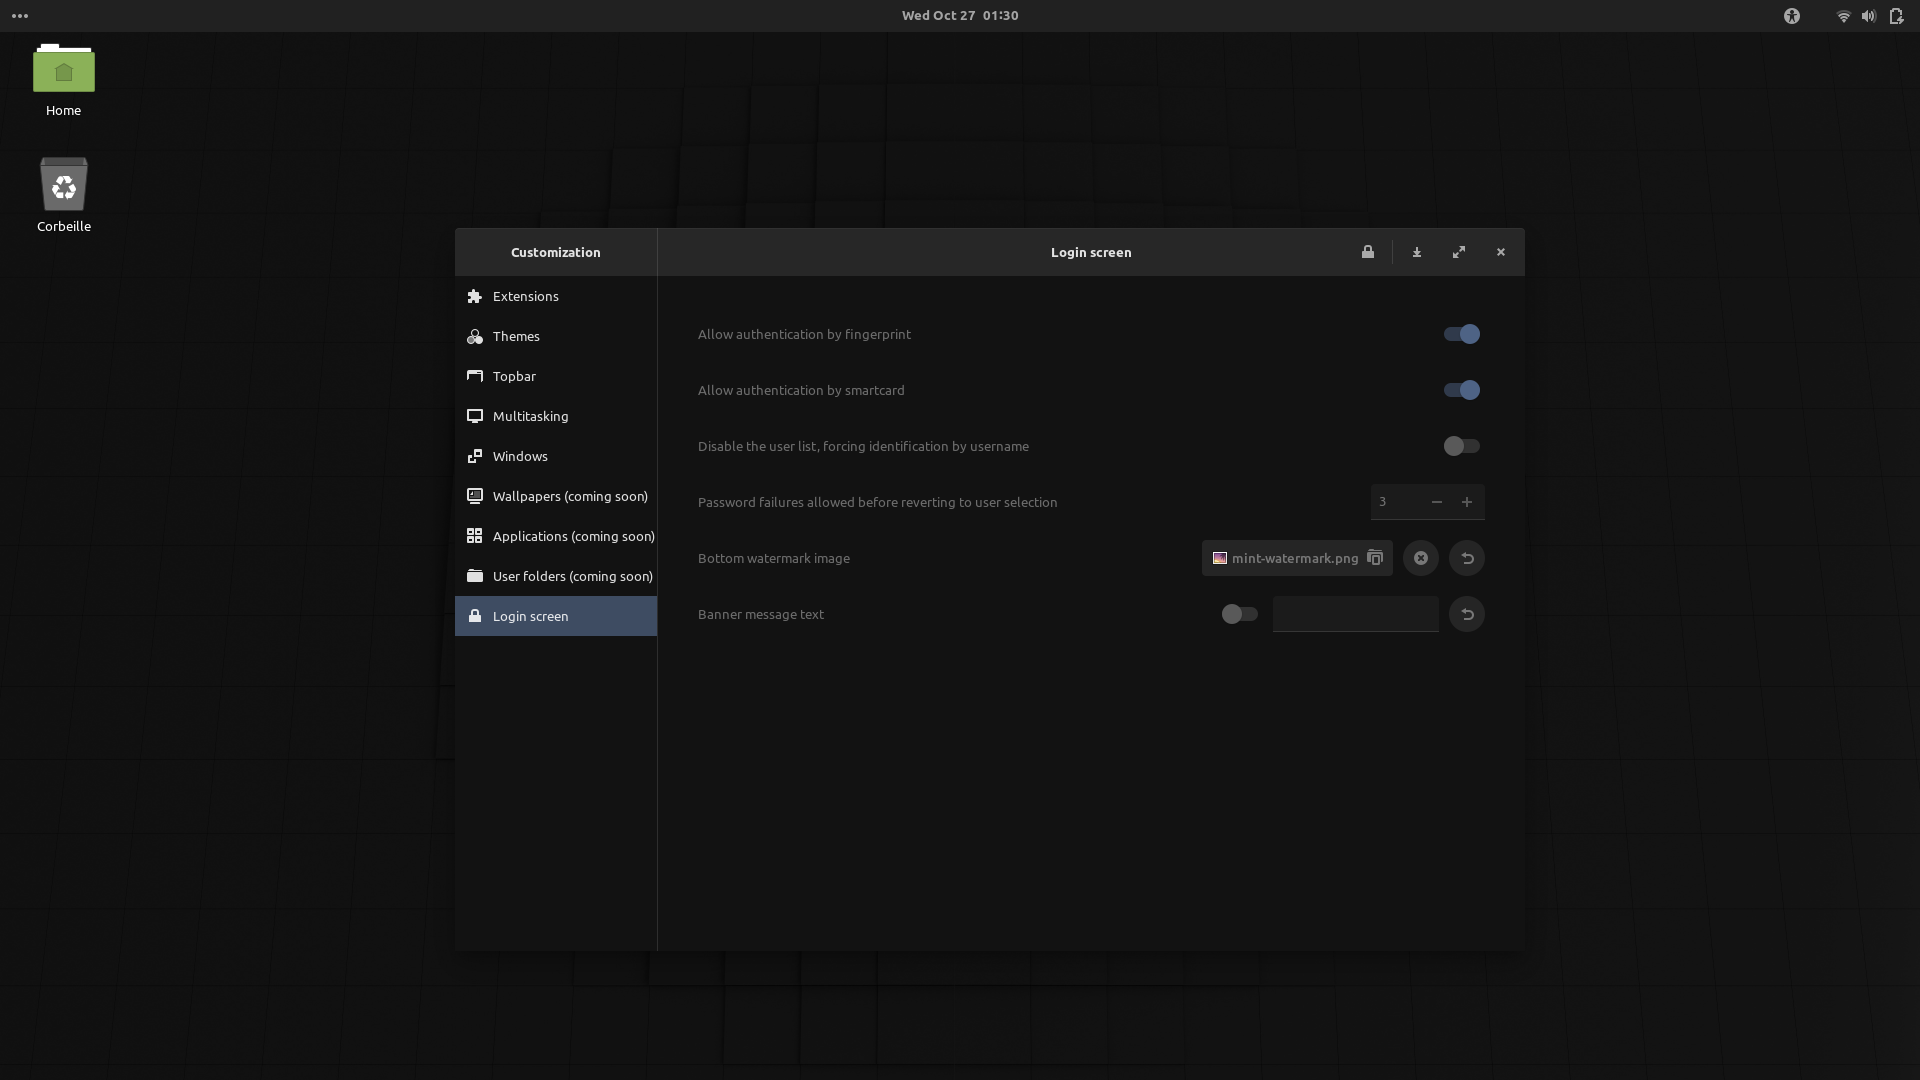 Wed Oct 27 01:30
Home
Corbeille
Customization
Login screen
Extensions
Themes
Topbar
Multitasking
Windows
Wallpapers (coming soon)
Applications (coming soon)
User folders (coming soon)
Login screen
Allow authentication by fingerprint
Allow authentication by smartcard
Disable the user list, forcing identification by username
Password failures allowed before reverting to user selection
3
Bottom watermark image
mint-watermark.png
Banner message text